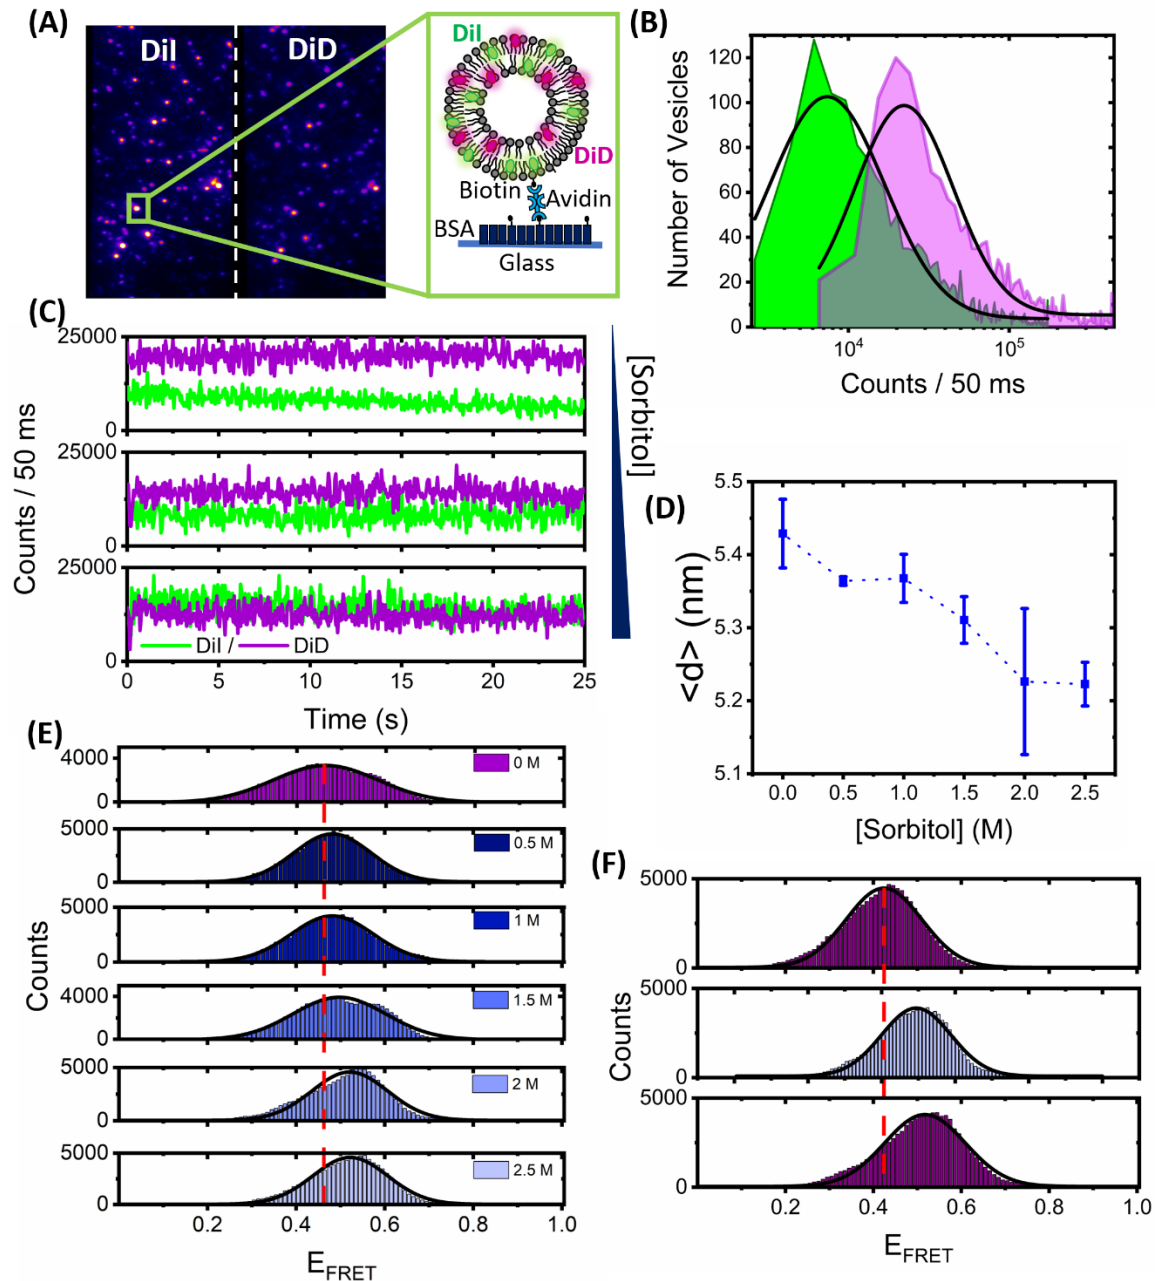 (A)
DiI
DiD
DiI
DiD
Biotin
Avidin
BSA
Glass
(B)
Number of Vesicles
120
100
80
60
40
20
0
10⁴
10⁵
Counts / 50 ms
(C)
Counts / 50 ms
25000
0
25000
0
25000
0
DiI /
DiD
0
5
10
15
20
25
Time (s)
[Sorbitol]
(D)
<d> (nm)
5.5
5.4
5.3
5.2
5.1
0.0
0.5
1.0
1.5
2.0
2.5
[Sorbitol] (M)
(E)
Counts
4000
0
0 M
5000
0
0.5 M
5000
0
1 M
4000
0
1.5 M
5000
0
2 M
5000
0
2.5 M
0.2
0.4
0.6
0.8
1.0
E_FRET
(F)
Counts
5000
0
5000
0
5000
0
0.2
0.4
0.6
0.8
1.0
E_FRET